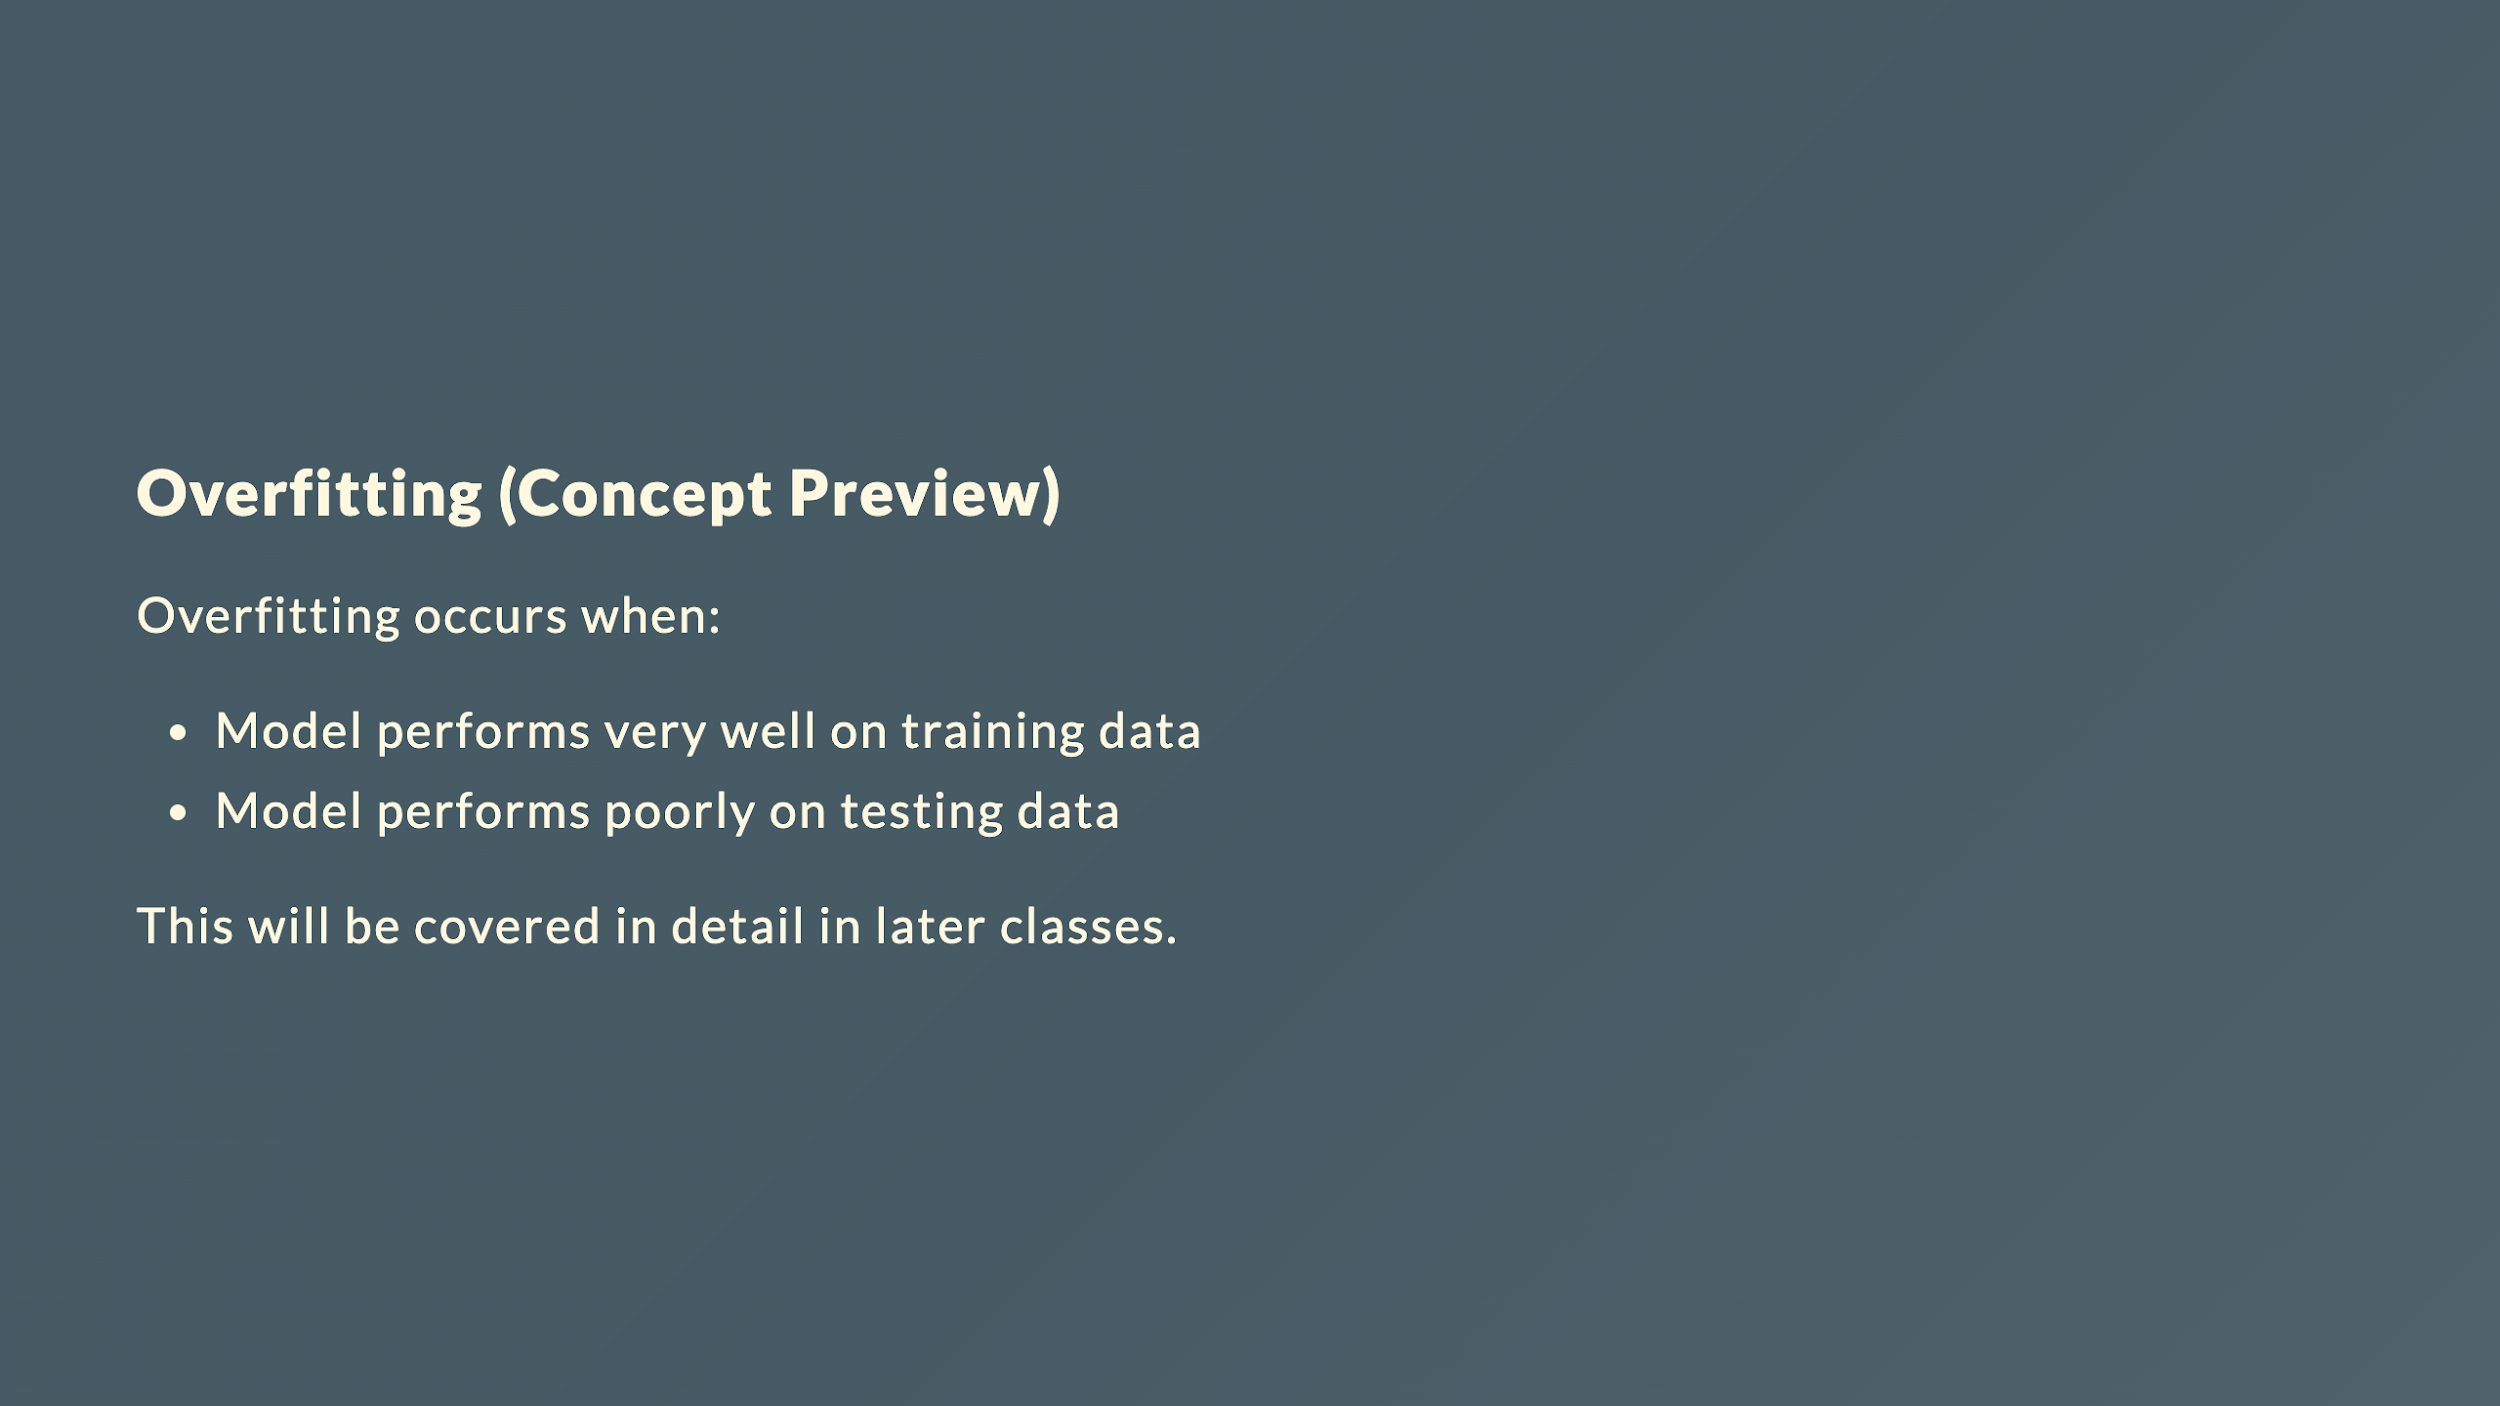 Overfitting (Concept Preview)
Overfitting occurs when:
• Model performs very well on training data
• Model performs poorly on testing data
This will be covered in detail in later classes.